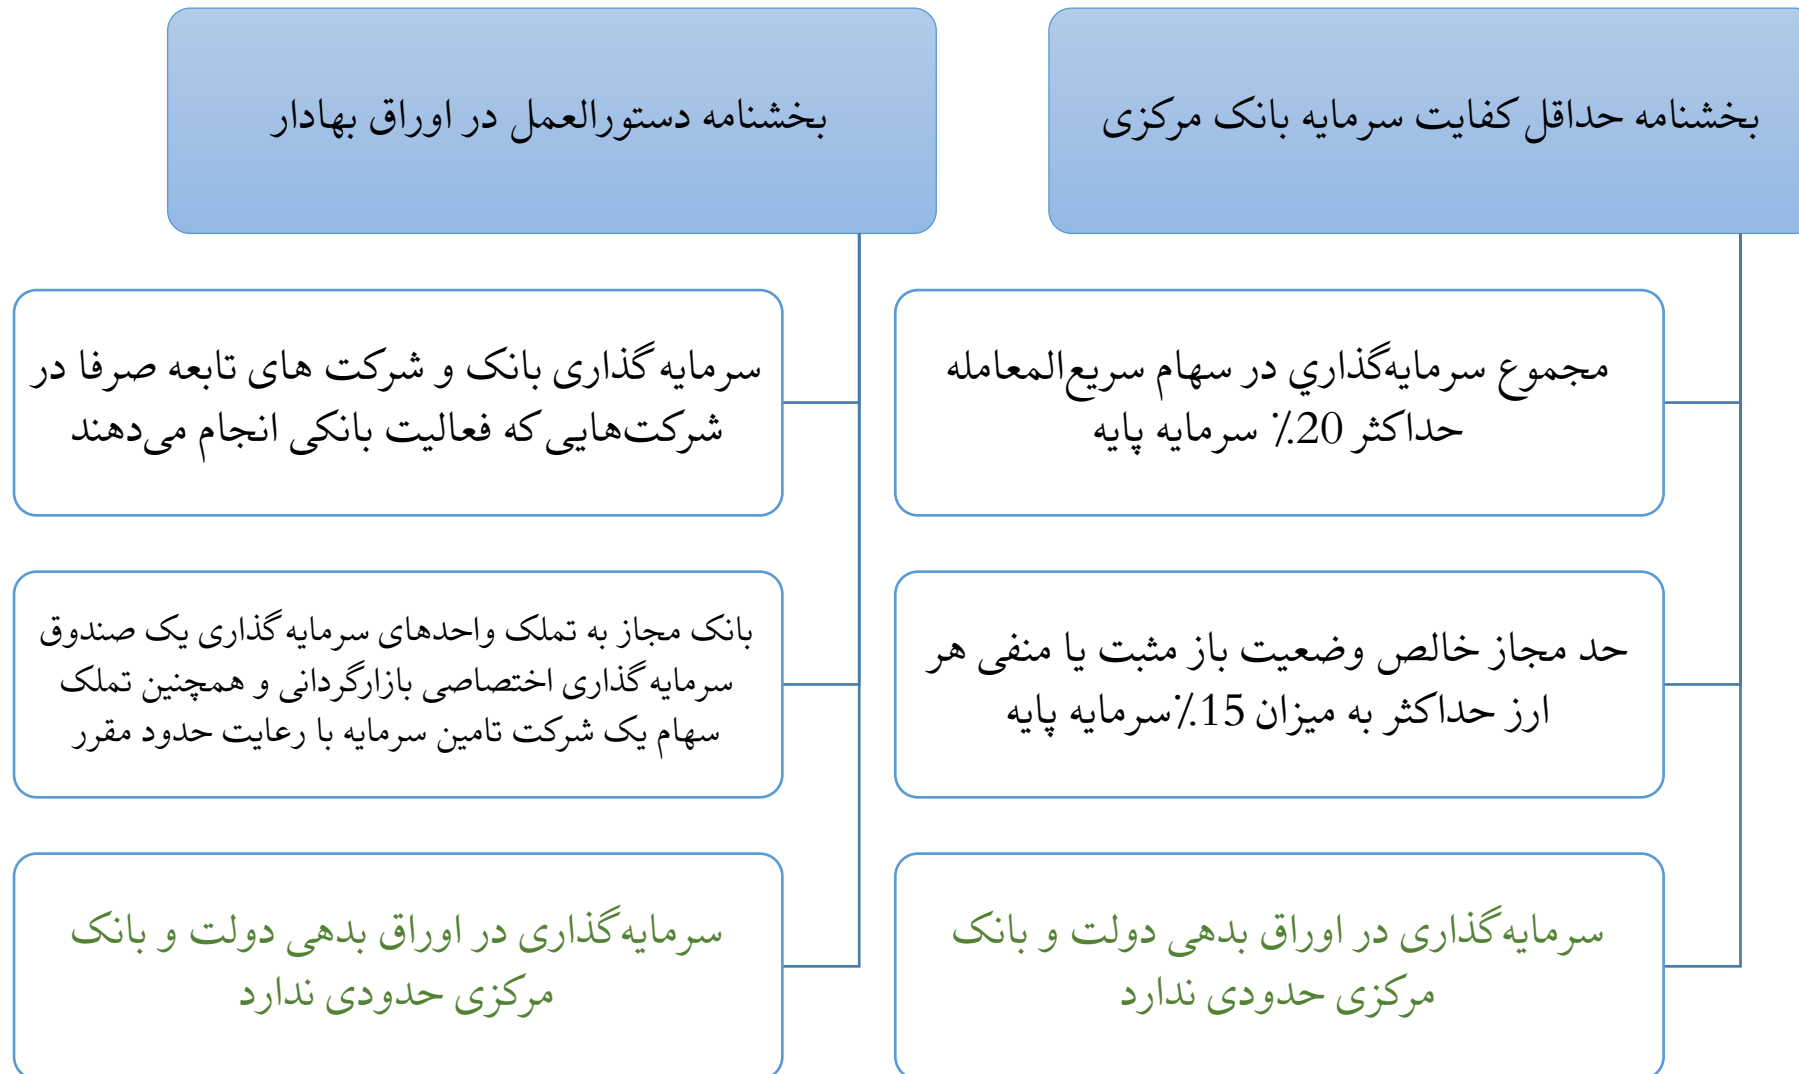 بخشنامه حداقل کفایت سرمایه بانک مرکزی
مجموع سرمایه‌گذاري در سهام سریع‌المعامله
حداکثر 20٪ سرمایه پایه
حد مجاز خالص وضعیت باز مثبت یا منفی هر
ارز حداکثر به میزان 15٪سرمایه پایه
سرمایه‌گذاری در اوراق بدهی دولت و بانک
مرکزی حدودی ندارد
بخشنامه دستورالعمل در اوراق بهادار
سرمایه گذاری بانک و شرکت های تابعه صرفا در
شرکت‌هایی که فعالیت بانکی انجام می‌دهند
بانک مجاز به تملک واحدهای سرمایه گذاری یک صندوق
سرمایه گذاری اختصاصی بازارگردانی و همچنین تملک
سهام یک شرکت تامین سرمایه با رعایت حدود مقرر
سرمایه‌گذاری در اوراق بدهی دولت و بانک
مرکزی حدودی ندارد